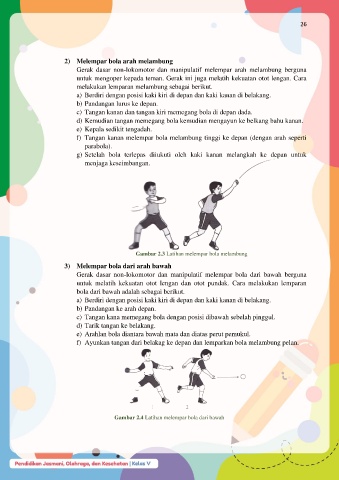 26
2) Melempar bola arah melambung
Gerak dasar non-lokomotor dan manipulatif melempar arah melambung berguna
untuk mengoper kepada teman. Gerak ini juga melatih kekuatan otot lengan. Cara
melakukan lemparan melambung sebagai berikut.
a) Berdiri dengan posisi kaki kiri di depan dan kaki kanan di belakang.
b) Pandangan lurus ke depan.
c) Tangan kanan dan tangan kiri memegang bola di depan dada.
d) Kemudian tangan memegang bola kemudian mengayun ke belkang bahu kanan.
e) Kepala sedikit tengadah.
f) Tangan kanan melempar bola melambung tinggi ke depan (dengan arah seperti
parabola).
g) Setelah bola terlepas diikuti oleh kaki kanan melangkah ke depan untuk
menjaga keseimbangan.
Gambar 2.3 Latihan melempar bola melambung
3) Melempar bola dari arah bawah
Gerak dasar non-lokomotor dan manipulatif melempar bola dari bawah berguna
untuk melatih kekuatan otot lengan dan otot pundak. Cara melakukan lemparan
bola dari bawah adalah sebagai berikut.
a) Berdiri dengan posisi kaki kiri di depan dan kaki kanan di belakang.
b) Pandangan ke arah depan.
c) Tangan kana memegang bola dengan posisi dibawah sebelah pinggul.
d) Tarik tangan ke belakang.
e) Arahlan bola diantara bawah mata dan diatas perut pemukul.
f) Ayunkan tangan dari belakag ke depan dan lemparkan bola melambung pelan.
2
Gambar 2.4 Latihan melempar bola dari bawah
Pendidikan Jasmani, Olahraga, dan Kesehatan | Kelas V